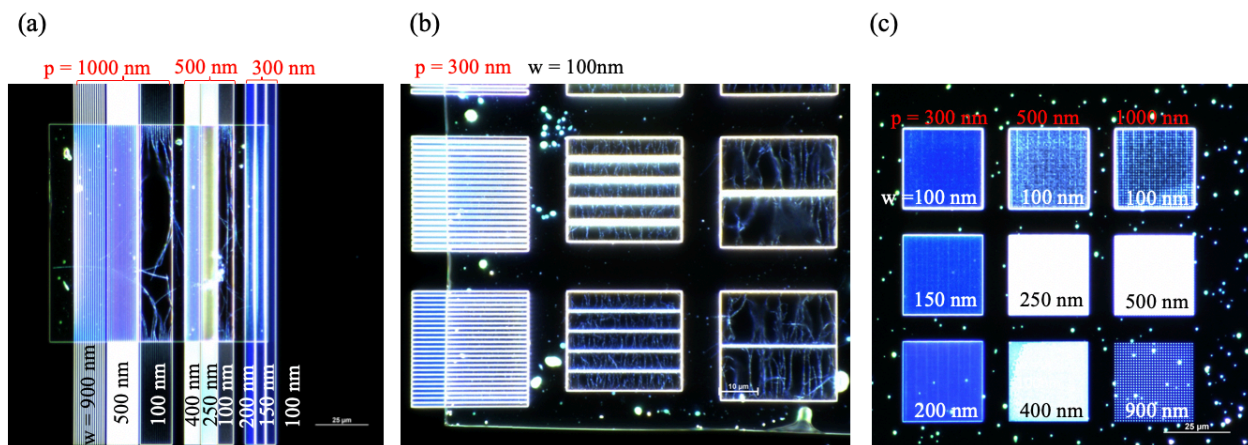 (a)
p = 1000 nm
500 nm
300 nm
w = 900 nm
500 nm
100 nm
400 nm
250 nm
100 nm
200 nm
150 nm
100 nm
25 µm
(b)
p = 300 nm w = 100nm
10 µm
(c)
p = 300 nm 500 nm 1000 nm
w =100 nm 100 nm 100 nm
150 nm 250 nm 500 nm
200 nm 400 nm 900 nm
25 µm